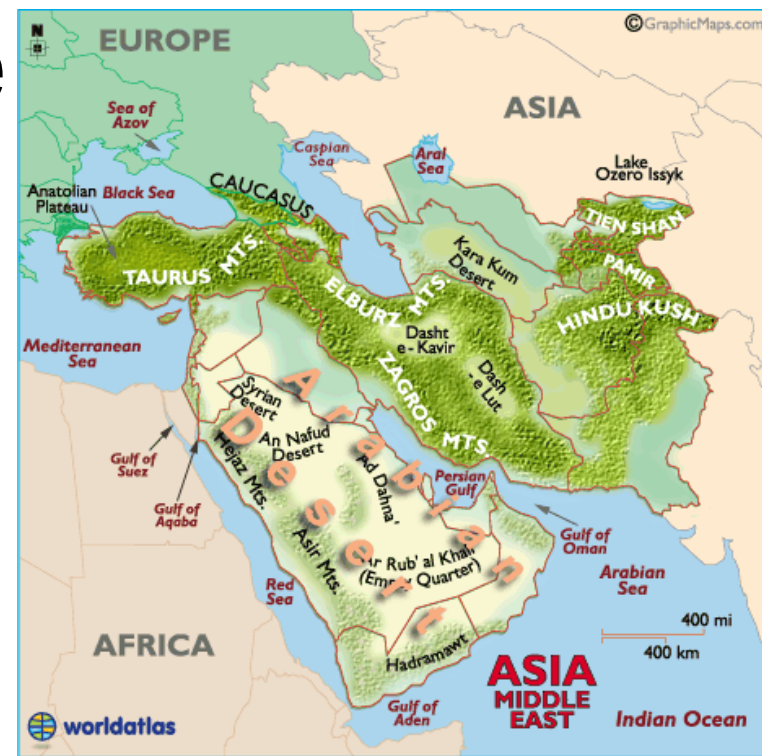 e
©GraphicMaps.com
N
EUROPE
ASIA
Sea of
Azov
Caspian
Sea
Aral
Sea
Lake
Ozero Issyk
Anatolian
Plateau
Black Sea
CAUCASUS
TIEN SHAN
TAURUS MTS.
Kara Kum
Desert
PAMIR
ELBURZ MTS.
HINDU KUSH
Dasht
e-Kavir
Mediterranean
Sea
ZAGROS MTS.
Dash
-e Lut
Syrian
Desert
Arabian
Desert
An Nafud
Desert
Gulf of
Suez
Hejaz Mts.
Ad Dahna'
Persian
Gulf
Gulf of
Aqaba
Gulf of
Oman
Asir Mts.
Ar Rub' al Khali
(Empty Quarter)
Arabian
Sea
Red
Sea
400 mi
400 km
AFRICA
Hadramawt
ASIA
MIDDLE
EAST
Gulf of
Aden
Indian Ocean
worldatlas